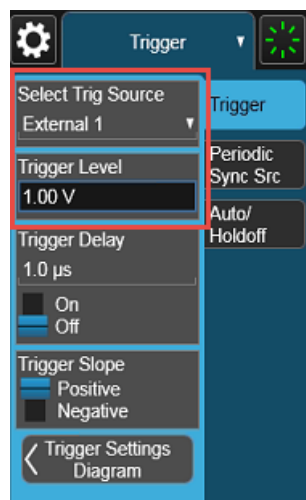 Trigger
Select Trig Source
External 1
Trigger Level
1.00 V
Trigger Delay
1.0 µs
On
Off
Trigger Slope
Positive
Negative
Trigger Settings
Diagram
Trigger
Periodic
Sync Src
Auto/
Holdoff